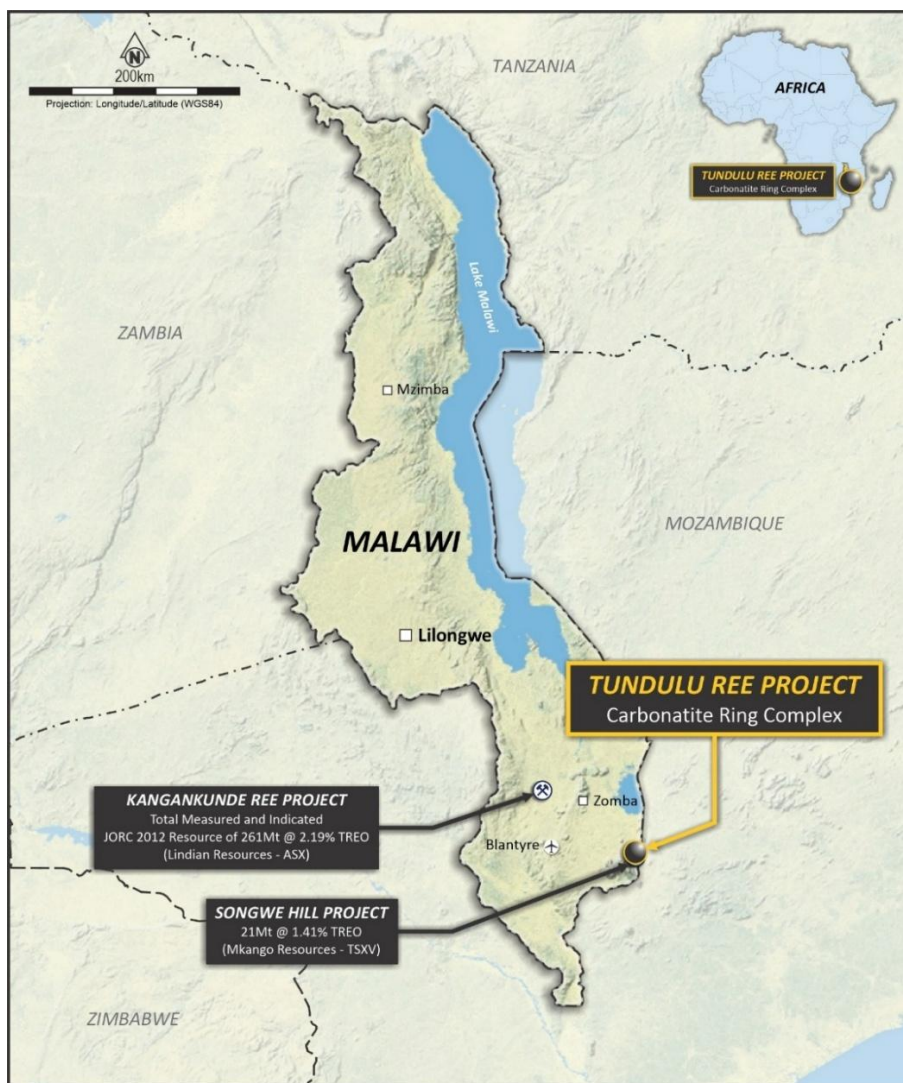 N
200km
Projection: Longitude/Latitude (WGS84)
TANZANIA
AFRICA
TUNDULU REE PROJECT
Carbonatite Ring Complex
Lake Malawi
ZAMBIA
Mzimba
MOZAMBIQUE
MALAWI
Lilongwe
TUNDULU REE PROJECT
Carbonatite Ring Complex
KANGANKUNDE REE PROJECT
Total Measured and Indicated
JORC 2012 Resource of 261Mt @ 2.19% TREO
(Lindian Resources - ASX)
Zomba
Blantyre
SONGWE HILL PROJECT
21Mt @ 1.41% TREO
(Mkango Resources - TSXV)
ZIMBABWE